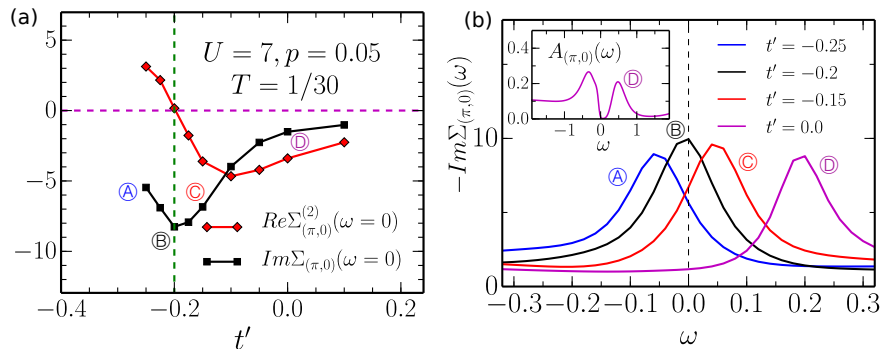 (a)
U = 7, p = 0.05
T = 1/30
5
0
−5
−10
Ⓐ
Ⓑ
Ⓒ
Ⓓ
ReΣ^{(2)}_{(π,0)}(ω = 0)
ImΣ_{(π,0)}(ω = 0)
−0.4 −0.2 0.0 0.2
t′
(b)
−ImΣ_{(π,0)}(ω)
10
0
0.4
0.2
0.0
A_{(π,0)}(ω)
Ⓓ
−1 0 1
ω
t′ = −0.25
t′ = −0.2
t′ = −0.15
t′ = 0.0
Ⓐ
Ⓑ
Ⓒ
Ⓓ
−0.3 −0.2 −0.1 0.0 0.1 0.2 0.3
ω